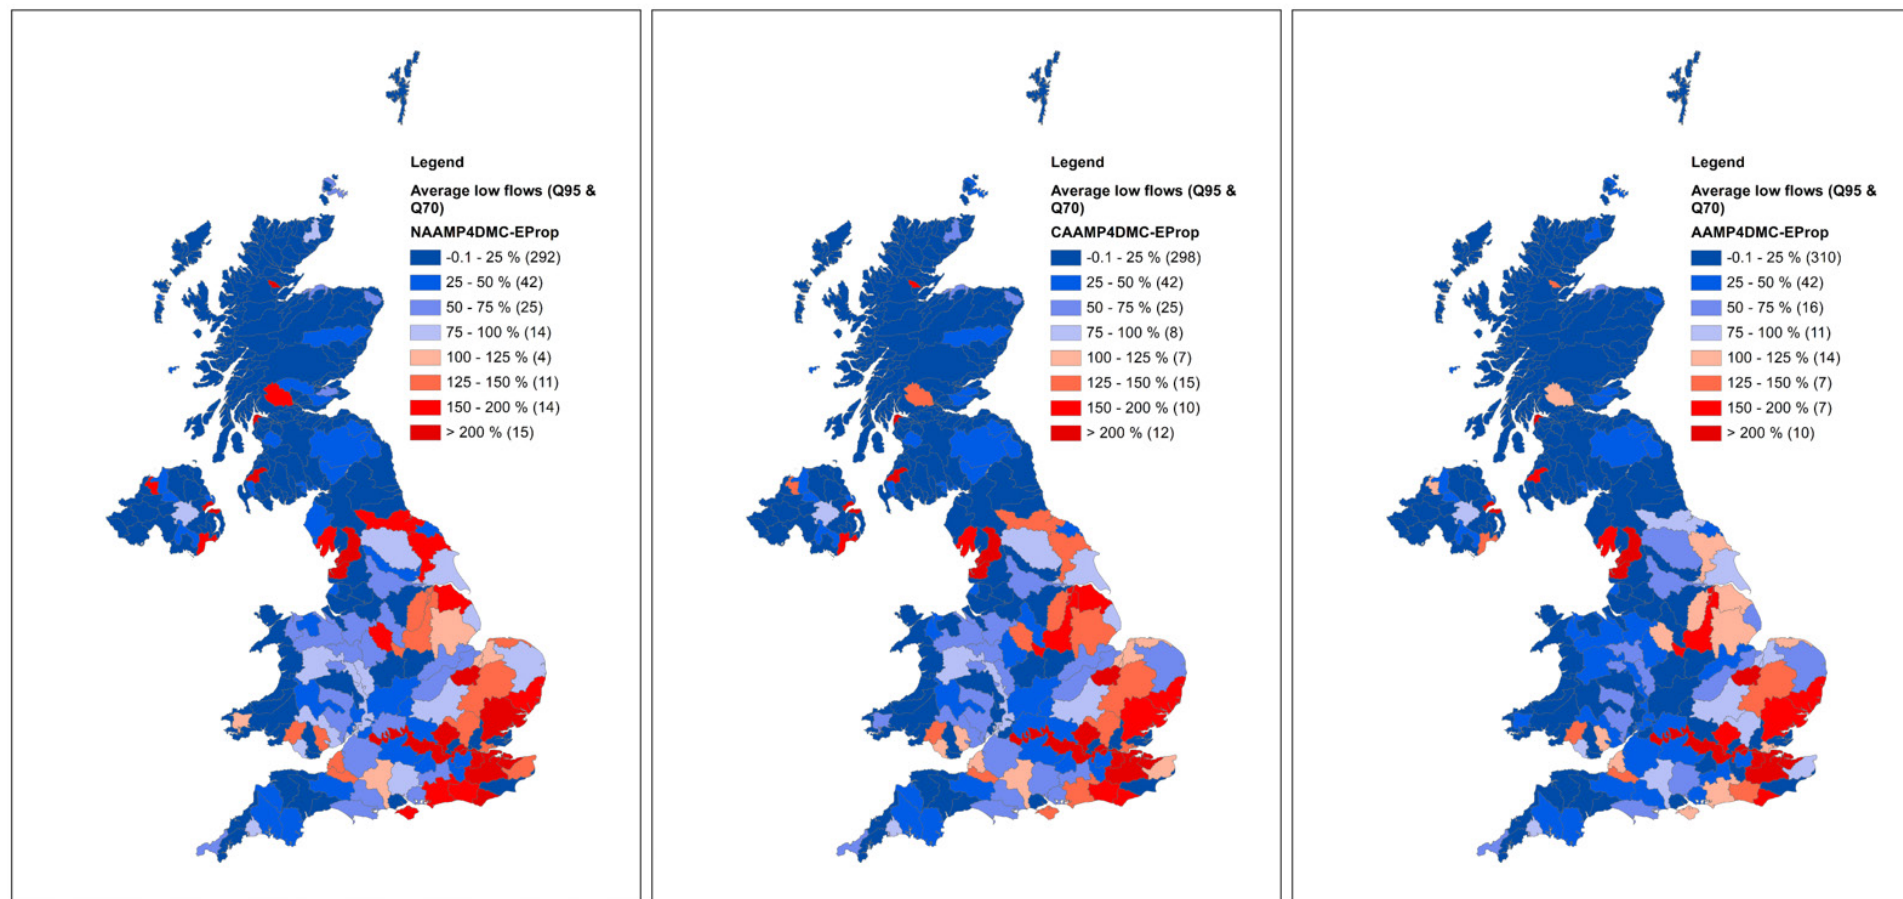 Legend
Average low flows (Q95 &
Q70)
NAAMP4DMC-EProp
-0.1 - 25 % (292)
25 - 50 % (42)
50 - 75 % (25)
75 - 100 % (14)
100 - 125 % (4)
125 - 150 % (11)
150 - 200 % (14)
> 200 % (15)
Legend
Average low flows (Q95 &
Q70)
CAAMP4DMC-EProp
-0.1 - 25 % (298)
25 - 50 % (42)
50 - 75 % (25)
75 - 100 % (8)
100 - 125 % (7)
125 - 150 % (15)
150 - 200 % (10)
> 200 % (12)
Legend
Average low flows (Q95 &
Q70)
AAMP4DMC-EProp
-0.1 - 25 % (310)
25 - 50 % (42)
50 - 75 % (16)
75 - 100 % (11)
100 - 125 % (14)
125 - 150 % (7)
150 - 200 % (7)
> 200 % (10)